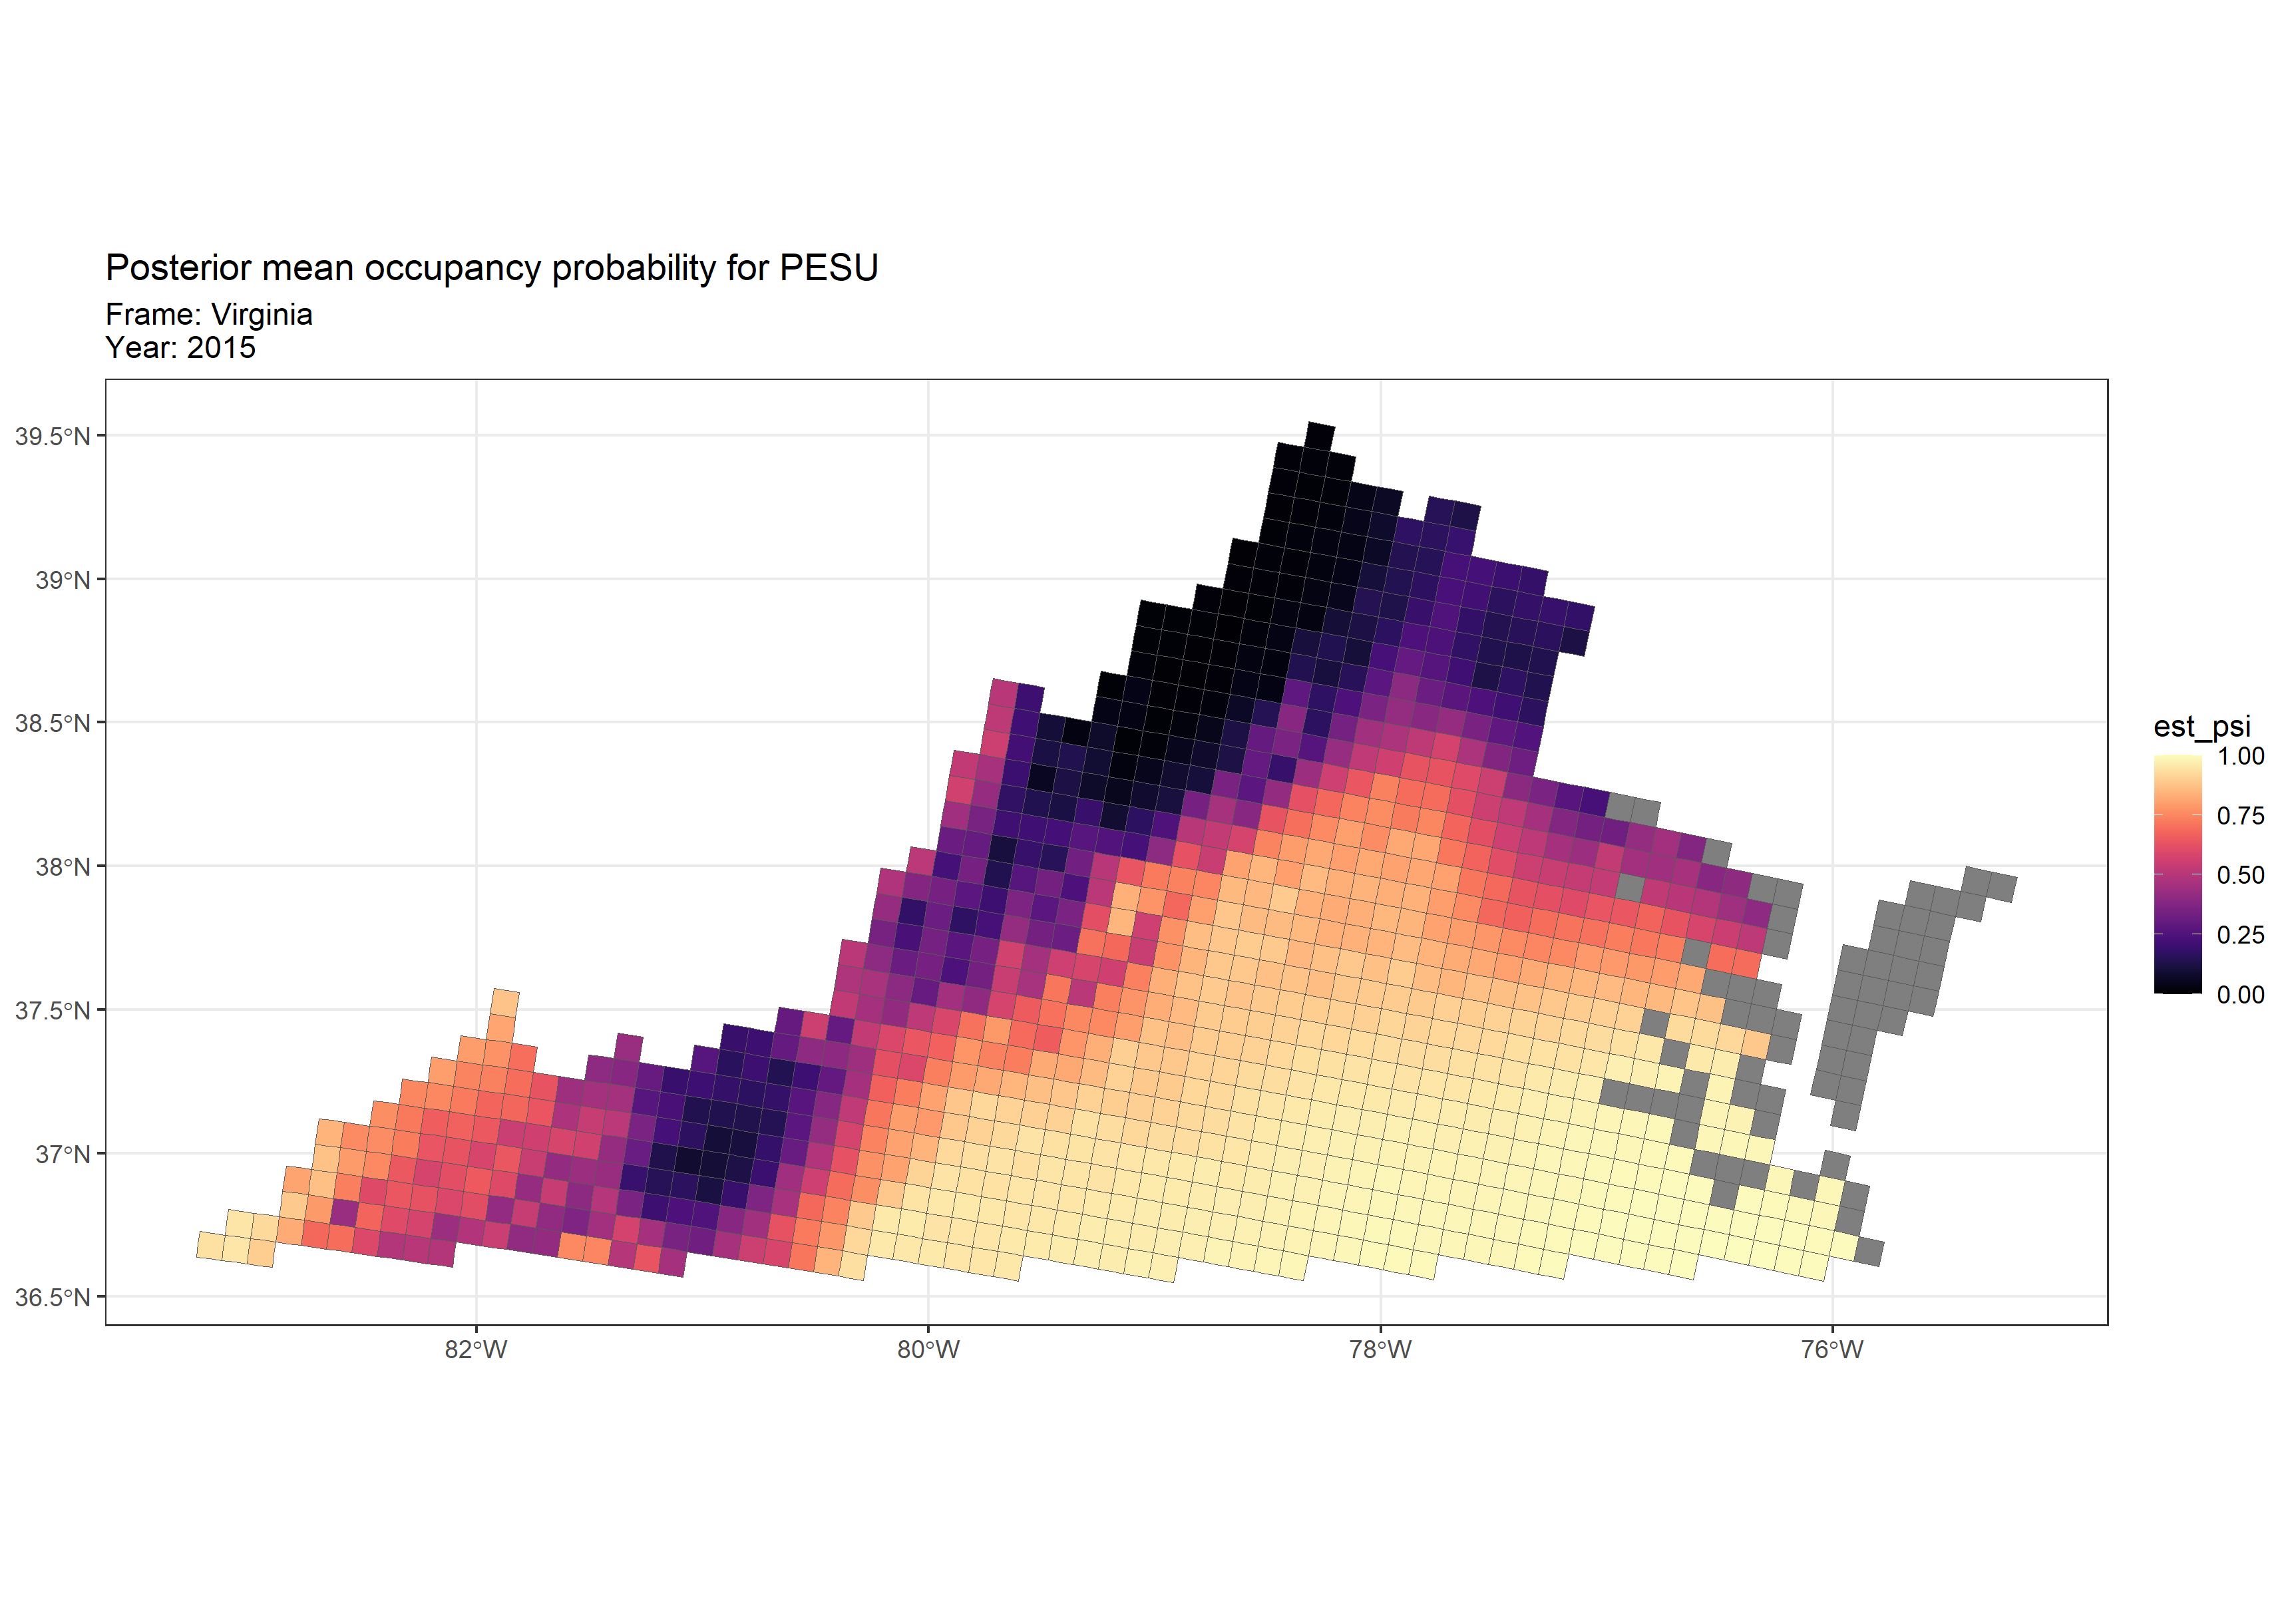 Posterior mean occupancy probability for PESU
Frame: Virginia
Year: 2015
39.5°N
39°N
38.5°N
38°N
37.5°N
37°N
36.5°N
82°W
80°W
78°W
76°W
est_psi
1.00
0.75
0.50
0.25
0.00